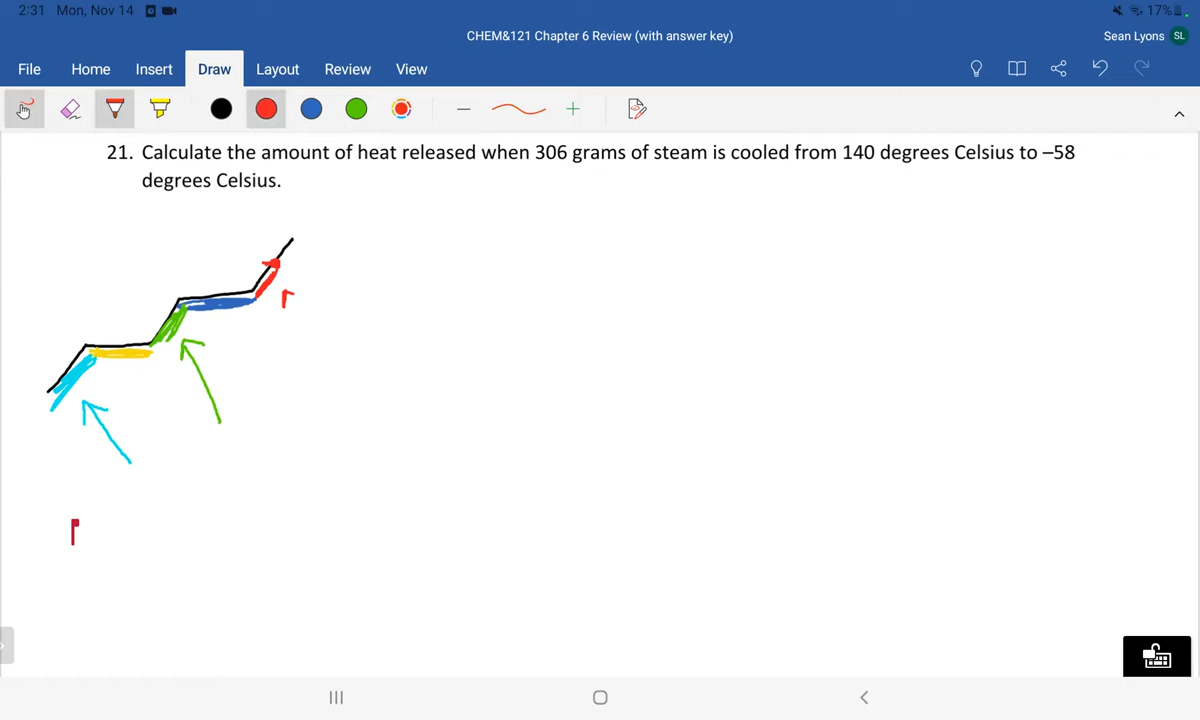 2:31 Mon, Nov 14
17%
CHEM&121 Chapter 6 Review (with answer key)
Sean Lyons SL
File Home Insert Draw Layout Review View
21. Calculate the amount of heat released when 306 grams of steam is cooled from 140 degrees Celsius to –58
degrees Celsius.